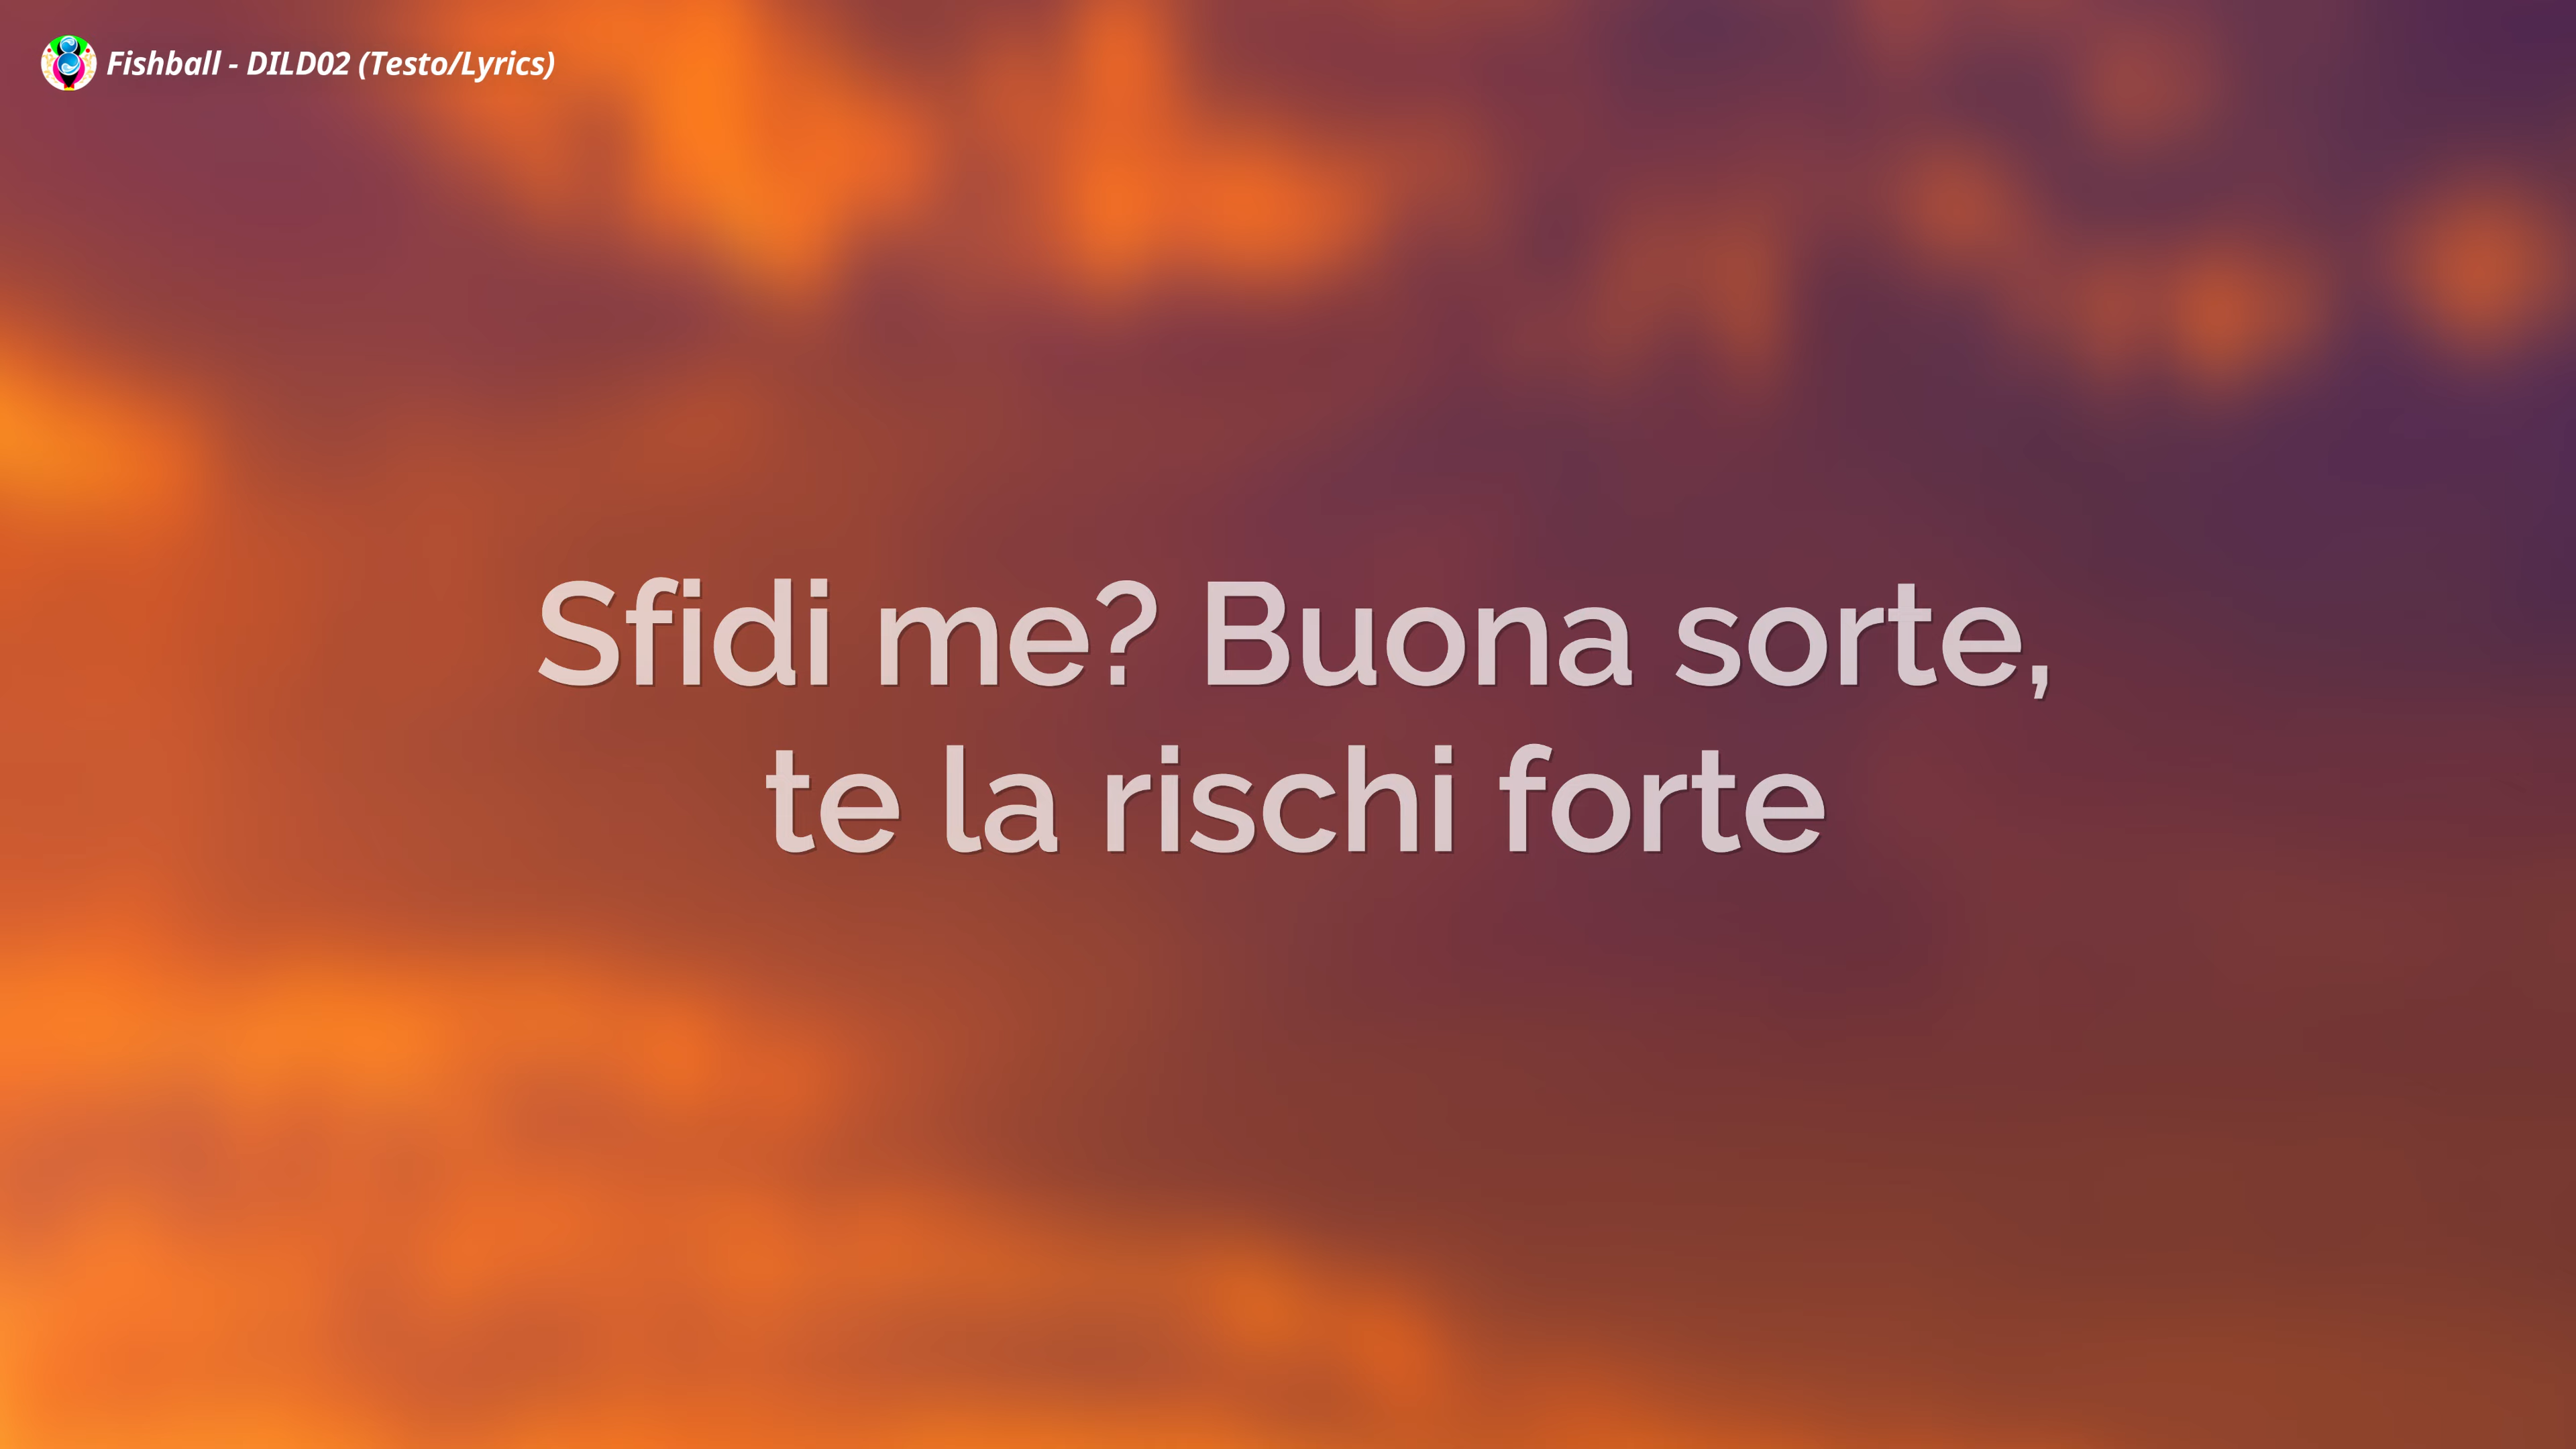 Fishball - DILD02 (Testo/Lyrics)
Sfidi me? Buona sorte,
te la rischi forte